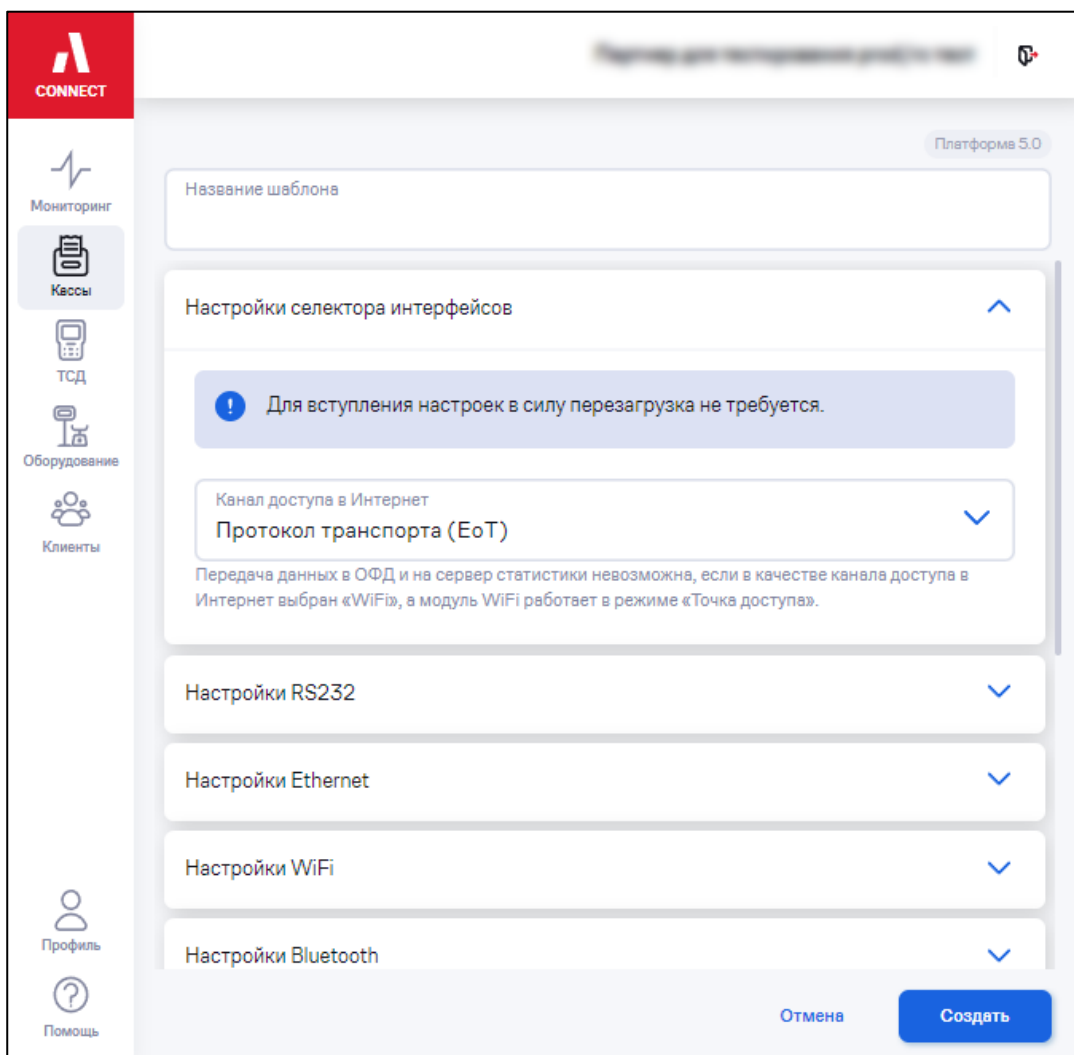 CONNECT
Мониторинг
Кассы
ТСД
Оборудование
Клиенты
Профиль
Помощь
Платформа 5.0
Название шаблона
Настройки селектора интерфейсов
Для вступления настроек в силу перезагрузка не требуется.
Канал доступа в Интернет
Протокол транспорта (EoT)
Передача данных в ОФД и на сервер статистики невозможна, если в качестве канала доступа в
Интернет выбран «WiFi», а модуль WiFi работает в режиме «Точка доступа».
Настройки RS232
Настройки Ethernet
Настройки WiFi
Настройки Bluetooth
Отмена
Создать